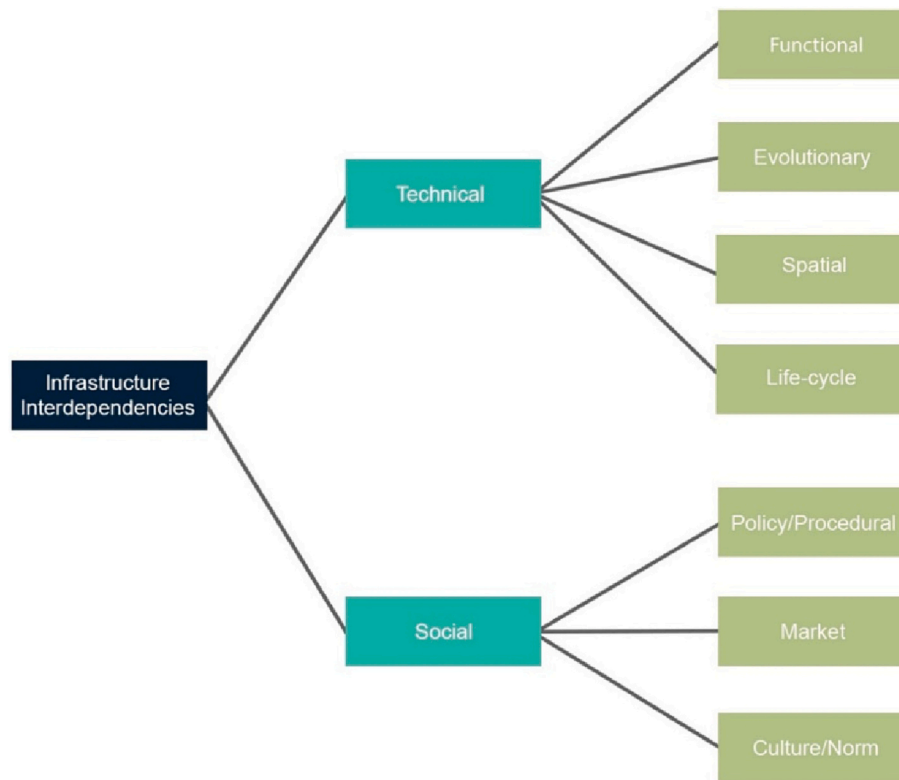 Functional
Evolutionary
Technical
Spatial
Life-cycle
Infrastructure
Interdependencies
Policy/Procedural
Social
Market
Culture/Norm